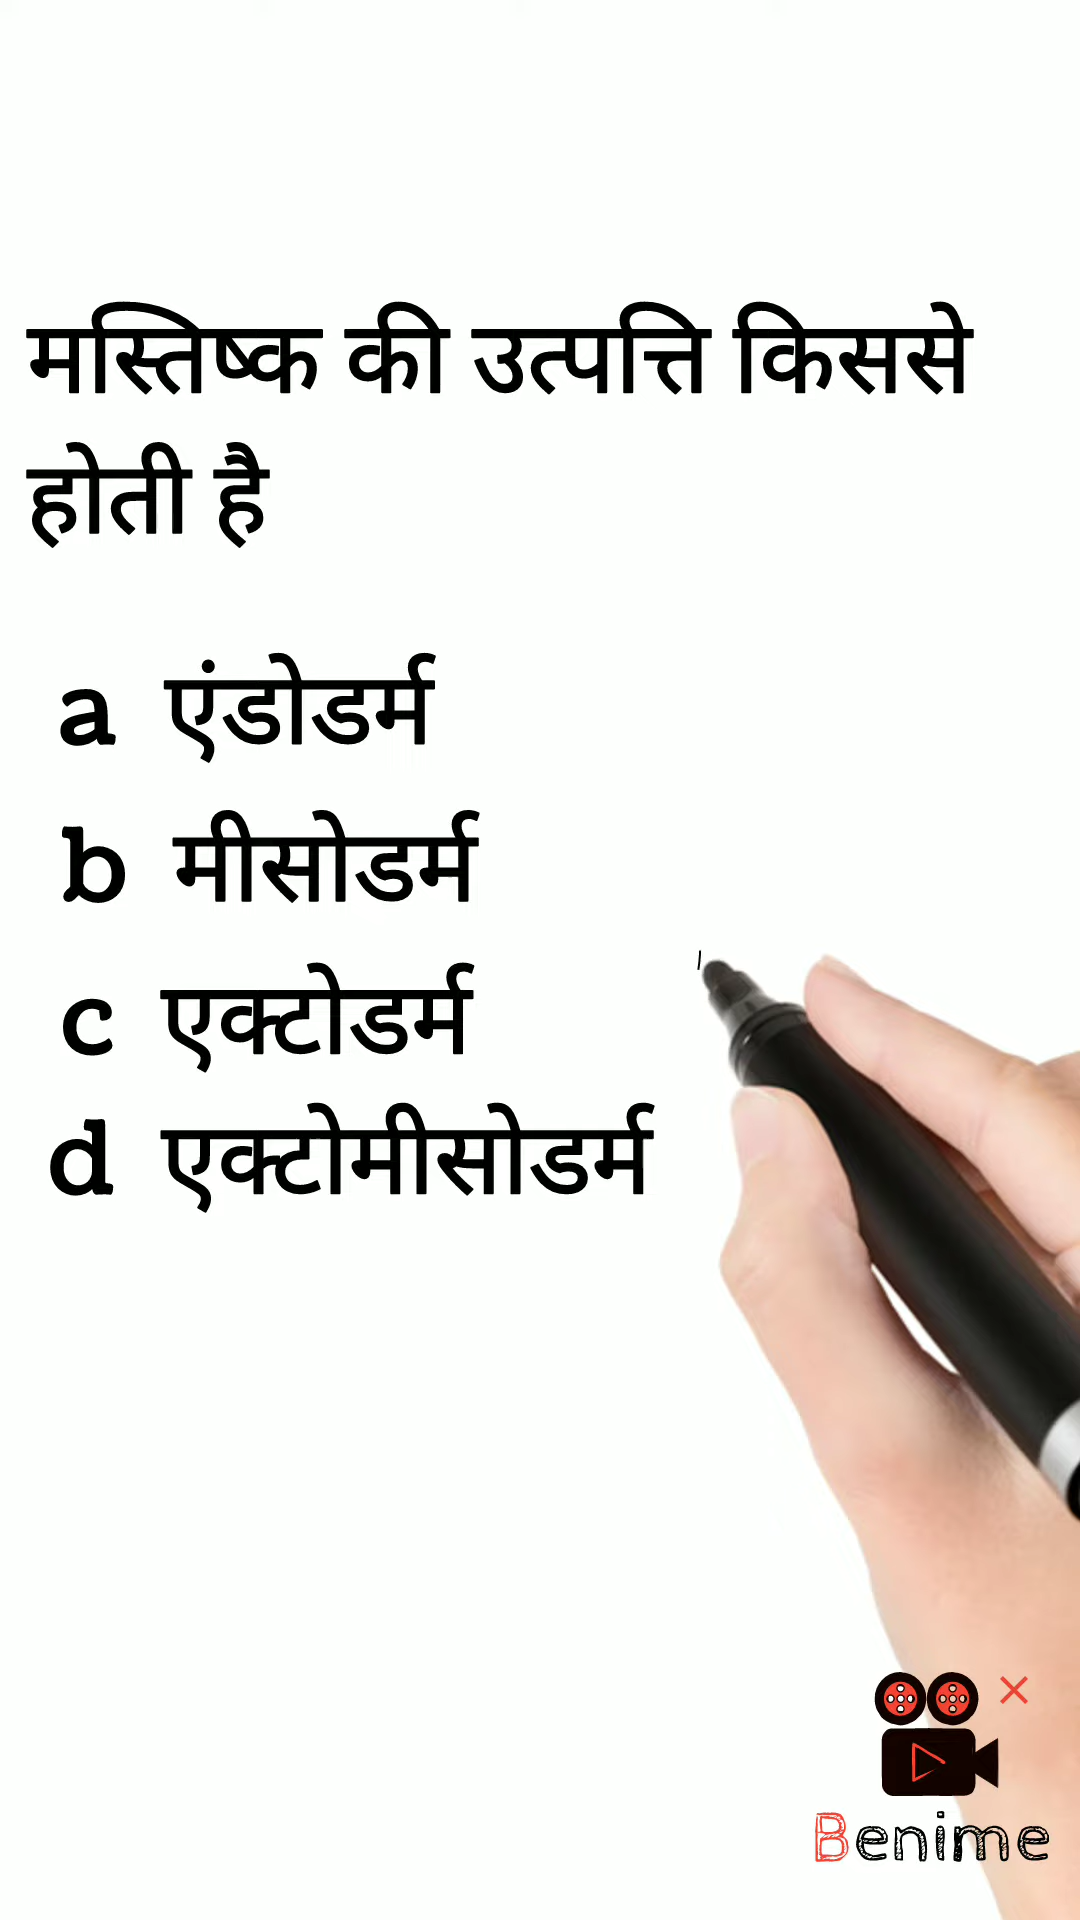 मस्तिष्क की उत्पत्ति किससे
होती है
a एंडोडर्म
b मीसोडर्म
c एक्टोडर्म
d एक्टोमीसोडर्म
Benime